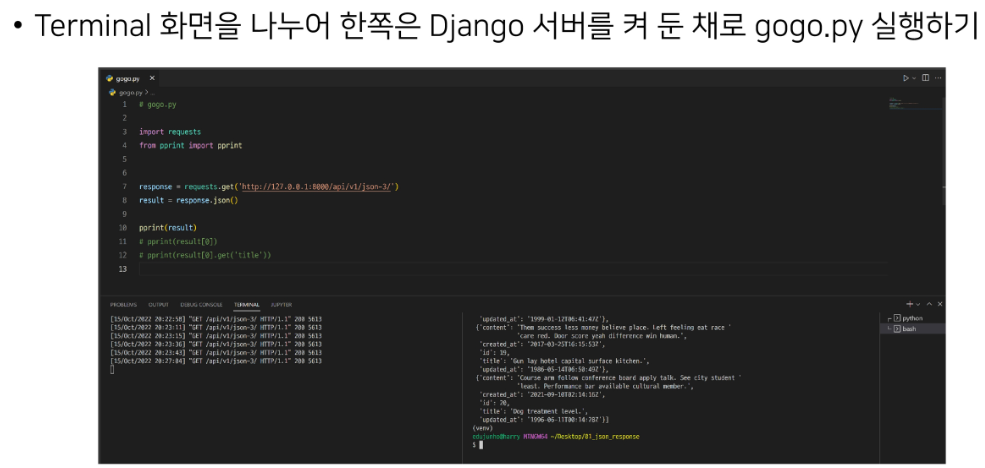 • Terminal 화면을 나누어 한쪽은 Django 서버를 켜 둔 채로 gogo.py 실행하기
gogo.py ×
gogo.py > ...
1 # gogo.py
2
3 import requests
4 from pprint import pprint
5
6
7 response = requests.get('http://127.0.0.1:8000/api/v1/json-3/')
8 result = response.json()
9
10 pprint(result)
11 # pprint(result[0])
12 # pprint(result[0].get('title'))
13
PROBLEMS OUTPUT DEBUG CONSOLE TERMINAL JUPYTER
python
bash
[15/Oct/2022 20:22:58] "GET /api/v1/json-3/ HTTP/1.1" 200 5613
[15/Oct/2022 20:23:11] "GET /api/v1/json-3/ HTTP/1.1" 200 5613
[15/Oct/2022 20:23:15] "GET /api/v1/json-3/ HTTP/1.1" 200 5613
[15/Oct/2022 20:23:36] "GET /api/v1/json-3/ HTTP/1.1" 200 5613
[15/Oct/2022 20:23:43] "GET /api/v1/json-3/ HTTP/1.1" 200 5613
[15/Oct/2022 20:27:04] "GET /api/v1/json-3/ HTTP/1.1" 200 5613
'updated_at': '1999-01-12T06:41:47Z'},
{'content': 'Them success less money believe place. Left feeling eat race '
'care red. Door score yeah difference win human.',
'created_at': '2017-03-25T16:15:53Z',
'id': 19,
'title': 'Gun lay hotel capital surface kitchen.',
'updated_at': '1986-05-14T06:50:49Z'},
{'content': 'Course arm follow conference board apply talk. See city student '
'least. Performance bar available cultural member.',
'created_at': '2021-09-10T02:14:16Z',
'id': 20,
'title': 'Dog treatment level.',
'updated_at': '1996-06-11T00:14:28Z'}]
(venv)
edujunho@harry MINGW64 ~/Desktop/01_json_response
$